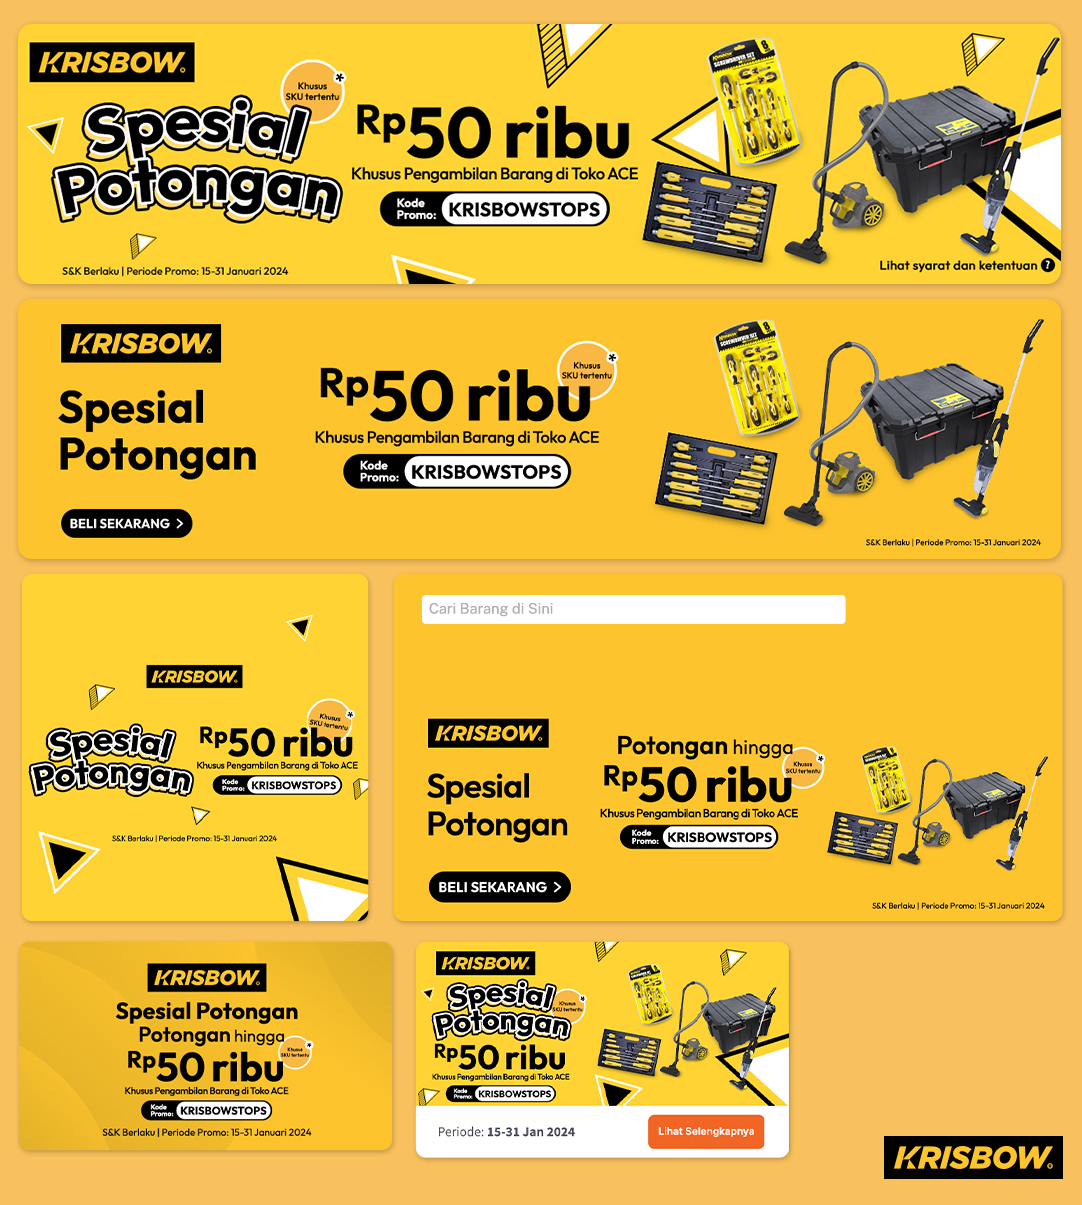 KRISBOW
Khusus
SKU tertentu
*
Spesial
Potongan
Rp50 ribu
Khusus Pengambilan Barang di Toko ACE
Kode
Promo:
KRISBOWSTOPS
S&K Berlaku | Periode Promo: 15-31 Januari 2024
SCREWDRIVER SET
8
Lihat syarat dan ketentuan ?
KRISBOW
Spesial
Potongan
BELI SEKARANG >
Khusus
SKU tertentu
*
Rp50 ribu
Khusus Pengambilan Barang di Toko ACE
Kode
Promo:
KRISBOWSTOPS
SCREWDRIVER SET
8
S&K Berlaku | Periode Promo: 15-31 Januari 2024
KRISBOW
Spesial
Potongan
Khusus
SKU tertentu
*
Rp50 ribu
Khusus Pengambilan Barang di Toko ACE
Kode
Promo:
KRISBOWSTOPS
S&K Berlaku | Periode Promo: 15-31 Januari 2024
Cari Barang di Sini
KRISBOW
Spesial
Potongan
BELI SEKARANG >
Potongan hingga
Khusus
SKU tertentu
*
Rp50 ribu
Khusus Pengambilan Barang di Toko ACE
Kode
Promo:
KRISBOWSTOPS
S&K Berlaku | Periode Promo: 15-31 Januari 2024
KRISBOW
Spesial Potongan
Potongan hingga
Khusus
SKU tertentu
*
Rp50 ribu
Khusus Pengambilan Barang di Toko ACE
Kode
Promo:
KRISBOWSTOPS
S&K Berlaku | Periode Promo: 15-31 Januari 2024
KRISBOW
Spesial
Potongan
Khusus
SKU tertentu
*
Rp50 ribu
Khusus Pengambilan Barang di Toko ACE
Kode
Promo:
KRISBOWSTOPS
Periode: 15-31 Jan 2024
Lihat Selengkapnya
KRISBOW